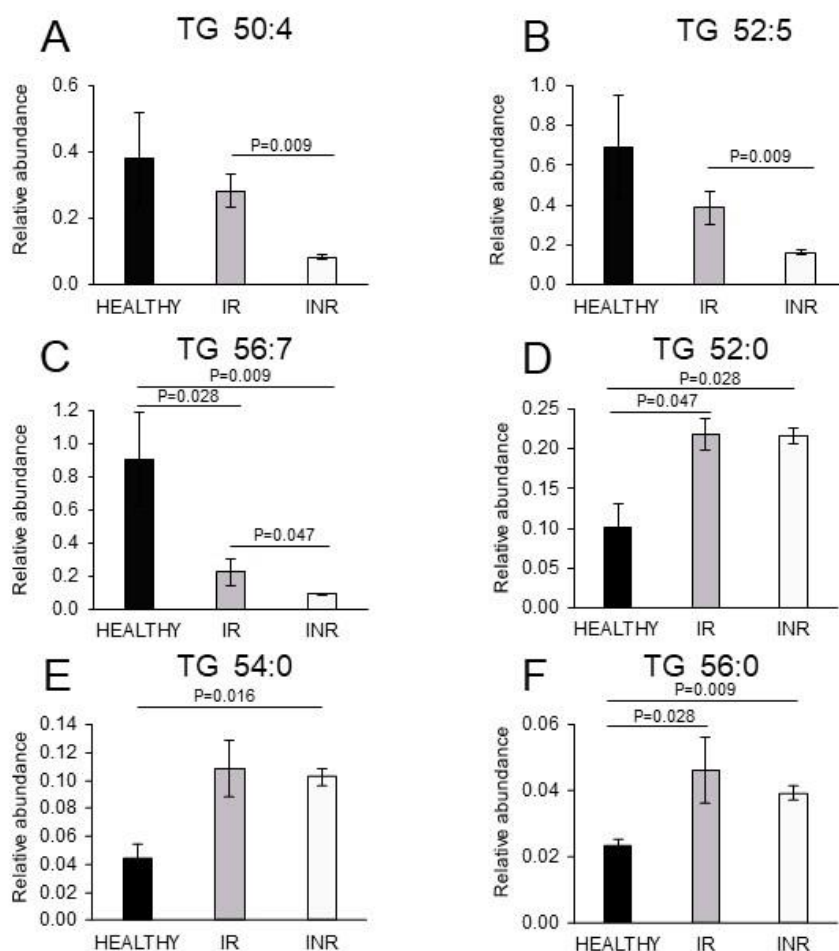 A TG 50:4
Relative abundance
0.6
0.4
0.2
0.0
P=0.009
HEALTHY IR INR
B TG 52:5
Relative abundance
1.0
0.8
0.6
0.4
0.2
0.0
P=0.009
HEALTHY IR INR
C TG 56:7
Relative abundance
P=0.009
P=0.028
1.2
1.0
0.8
0.6
0.4
0.2
0.0
P=0.047
HEALTHY IR INR
D TG 52:0
Relative abundance
P=0.028
P=0.047
0.25
0.20
0.15
0.10
0.05
0.00
HEALTHY IR INR
E TG 54:0
Relative abundance
P=0.016
0.14
0.12
0.10
0.08
0.06
0.04
0.02
0.00
HEALTHY IR INR
F TG 56:0
Relative abundance
P=0.009
P=0.028
0.06
0.04
0.02
0.00
HEALTHY IR INR